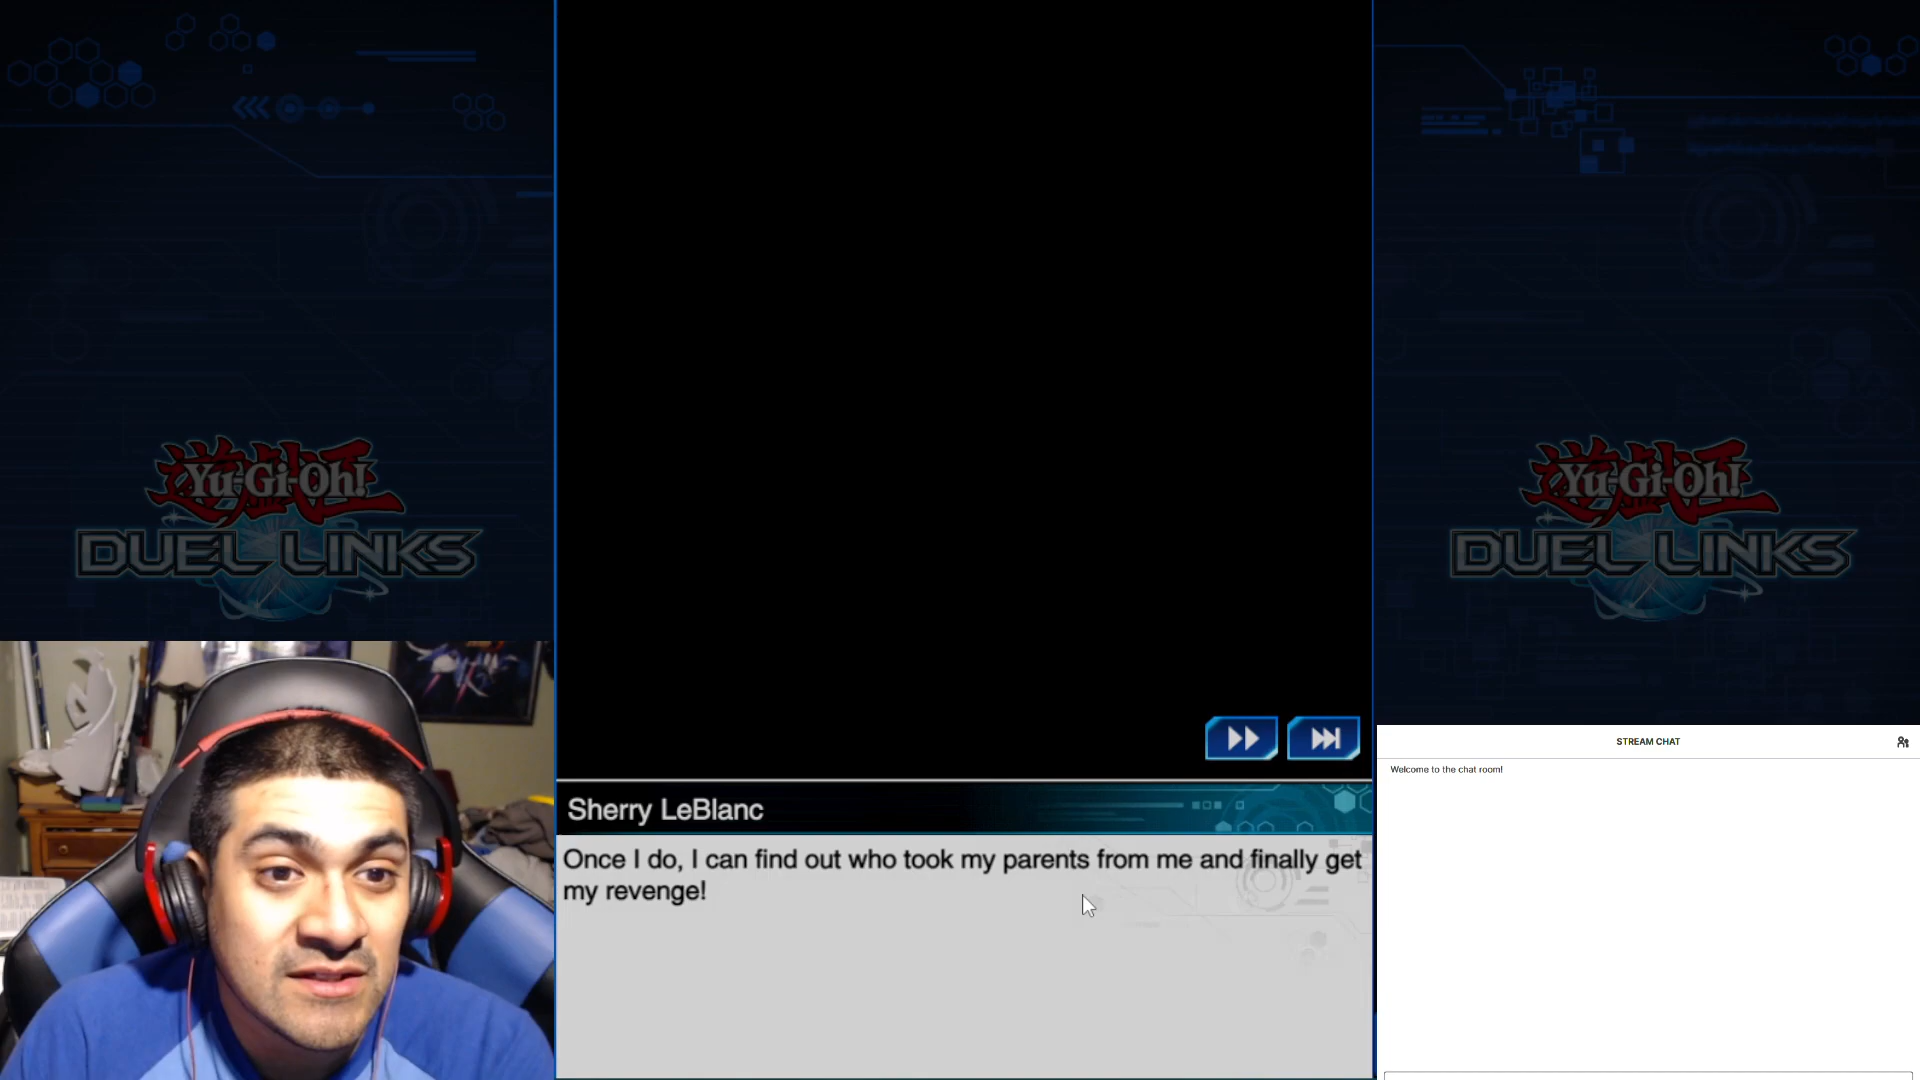 Yu-Gi-Oh!
DUEL LINKS
Yu-Gi-Oh!
DUEL LINKS
Sherry LeBlanc
Once I do, I can find out who took my parents from me and finally get
my revenge!
STREAM CHAT
Welcome to the chat room!